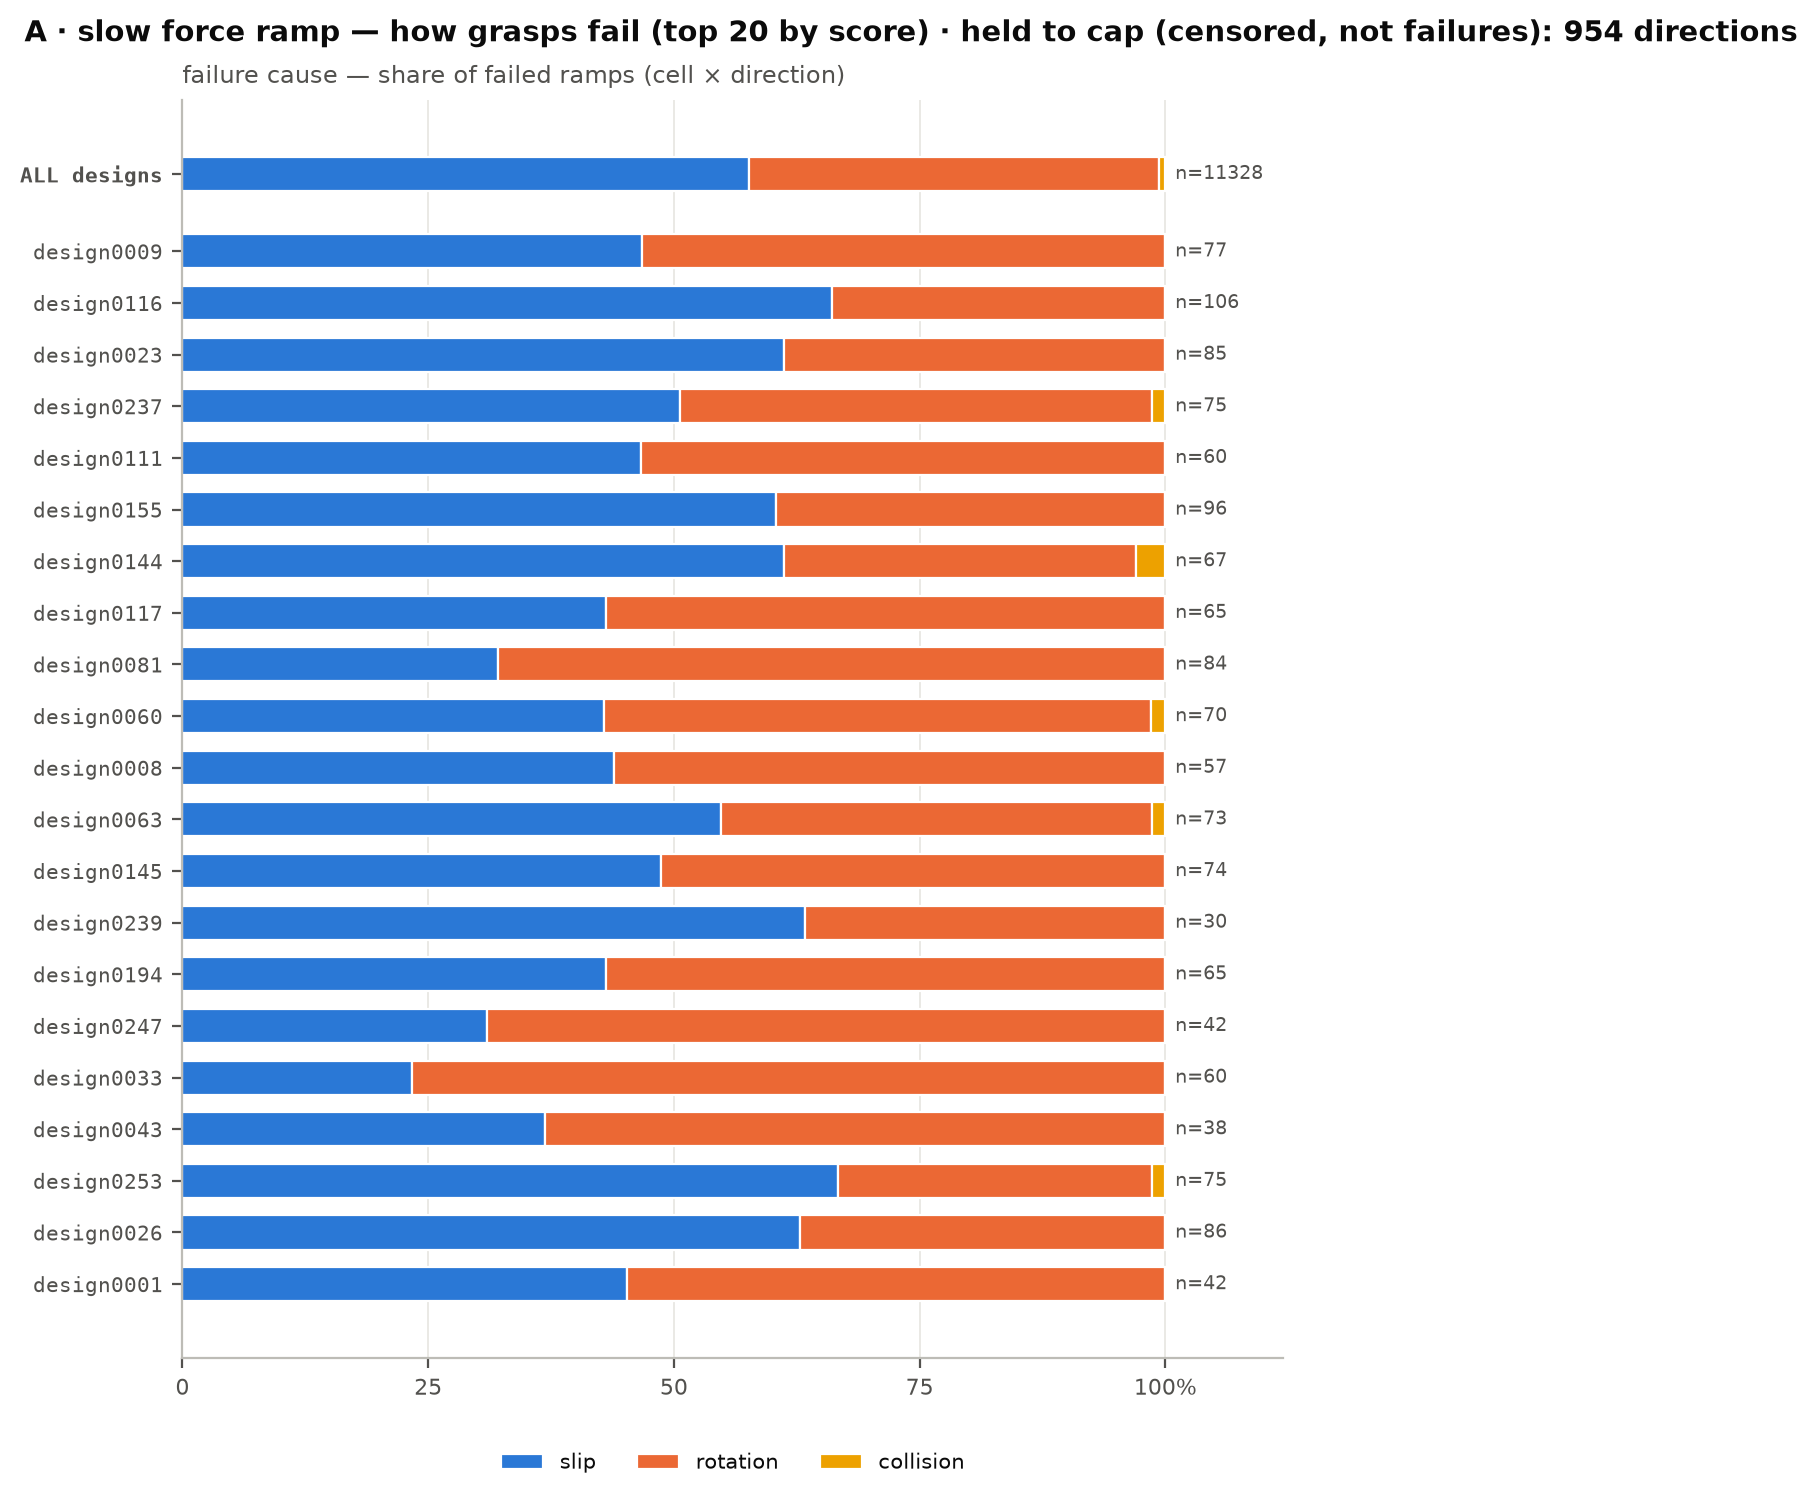 A · slow force ramp — how grasps fail (top 20 by score) · held to cap (censored, not failures): 954 directions
failure cause — share of failed ramps (cell × direction)
ALL designs n=11328
design0009 n=77
design0116 n=106
design0023 n=85
design0237 n=75
design0111 n=60
design0155 n=96
design0144 n=67
design0117 n=65
design0081 n=84
design0060 n=70
design0008 n=57
design0063 n=73
design0145 n=74
design0239 n=30
design0194 n=65
design0247 n=42
design0033 n=60
design0043 n=38
design0253 n=75
design0026 n=86
design0001 n=42
0 25 50 75 100%
slip rotation collision